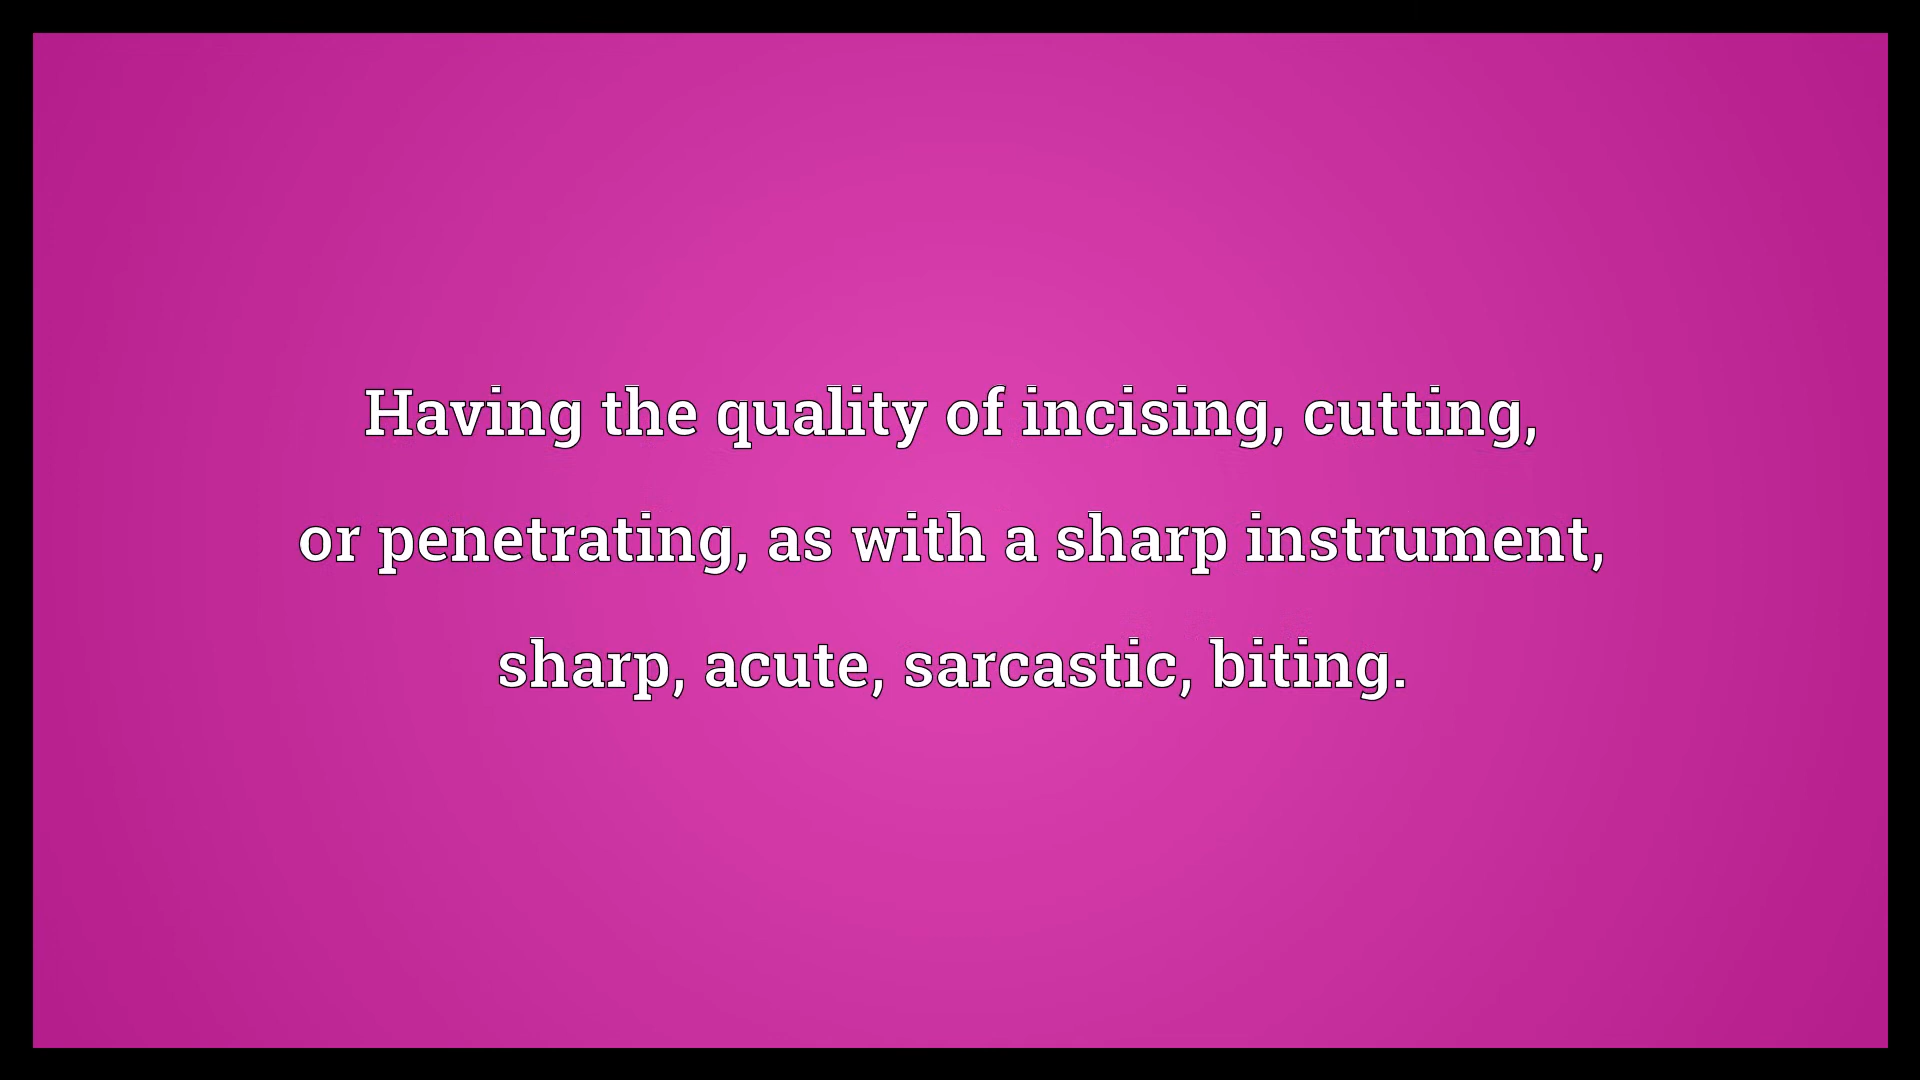 Having the quality of incising, cutting,
or penetrating, as with a sharp instrument,
sharp, acute, sarcastic, biting.